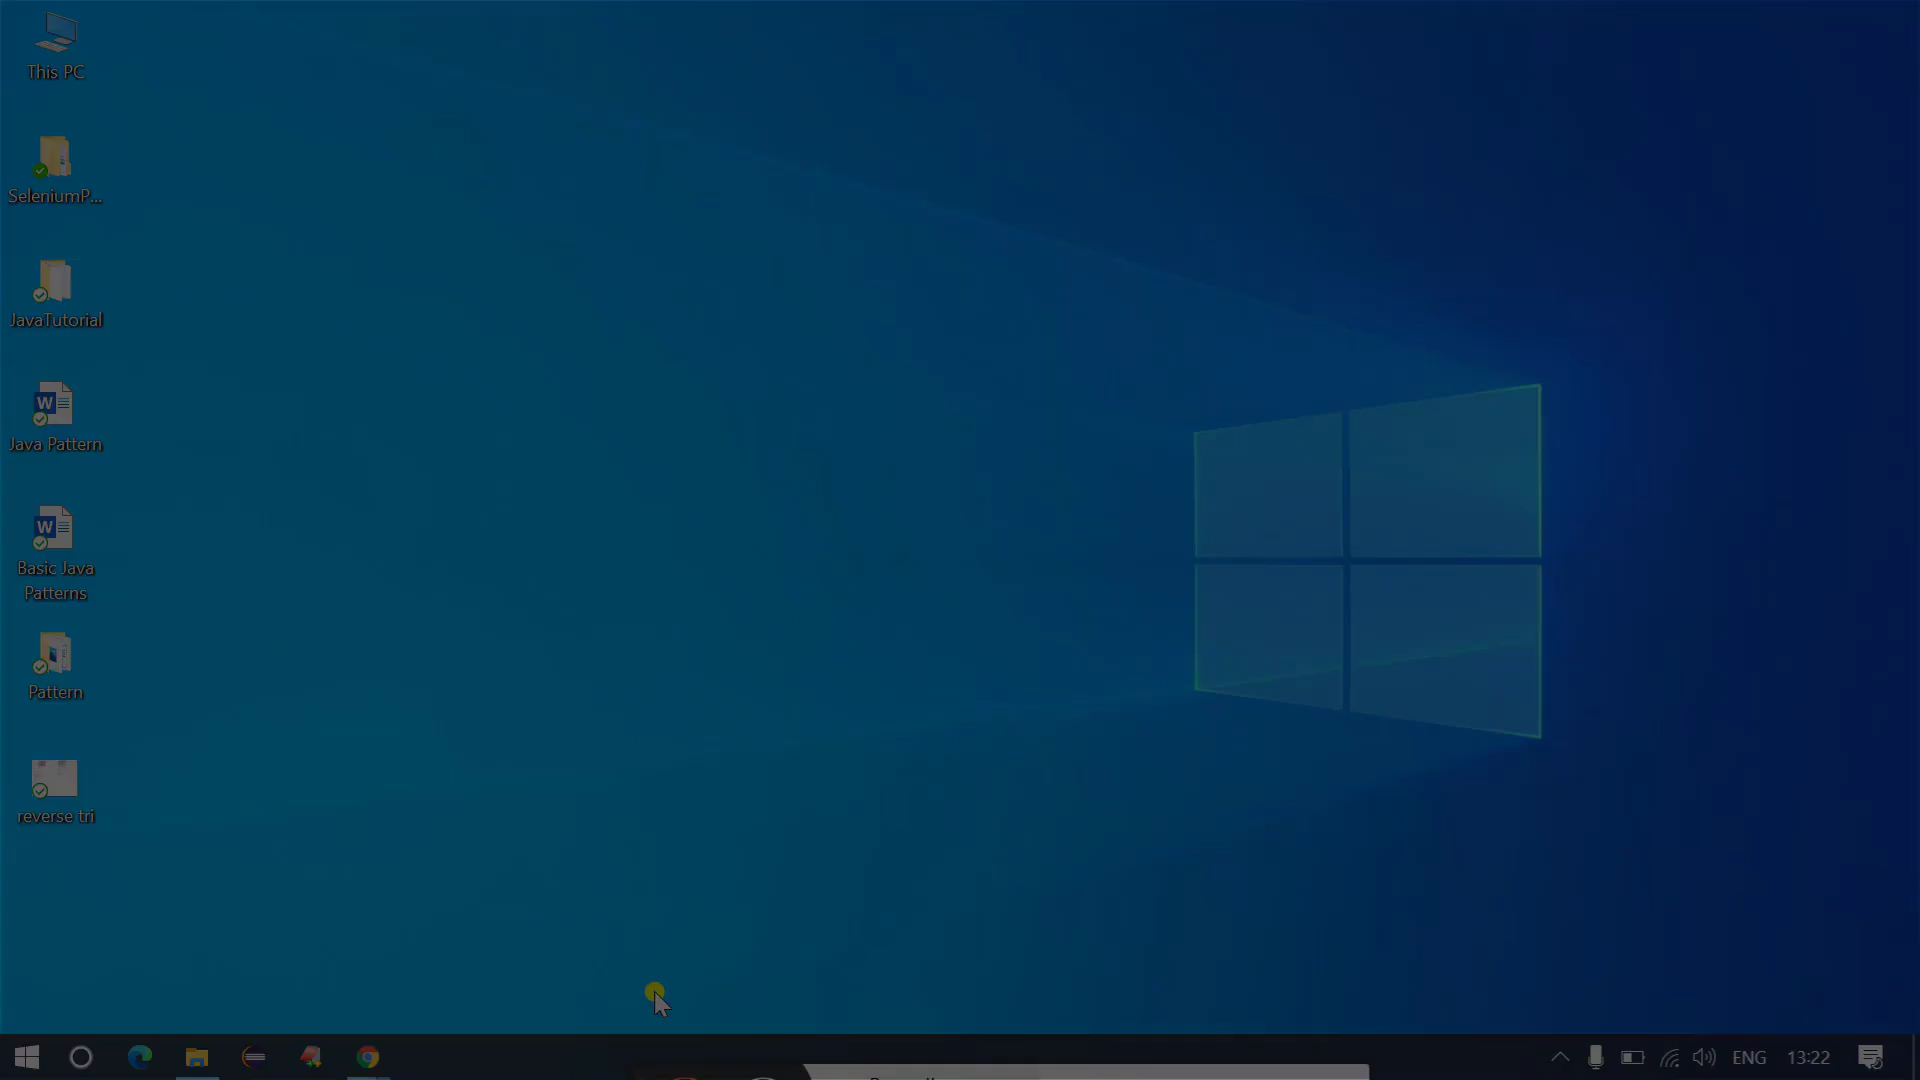 This PC
SeleniumP...
JavaTutorial
Java Pattern
Basic Java
Patterns
Pattern
reverse tri
ENG
13:22